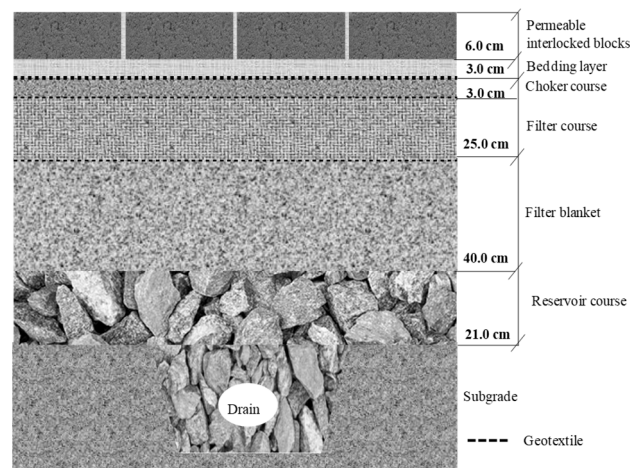 Permeable
interlocked blocks
6.0 cm
3.0 cm
Bedding layer
3.0 cm
Choker course
Filter course
25.0 cm
Filter blanket
40.0 cm
Reservoir course
21.0 cm
Drain
Subgrade
Geotextile